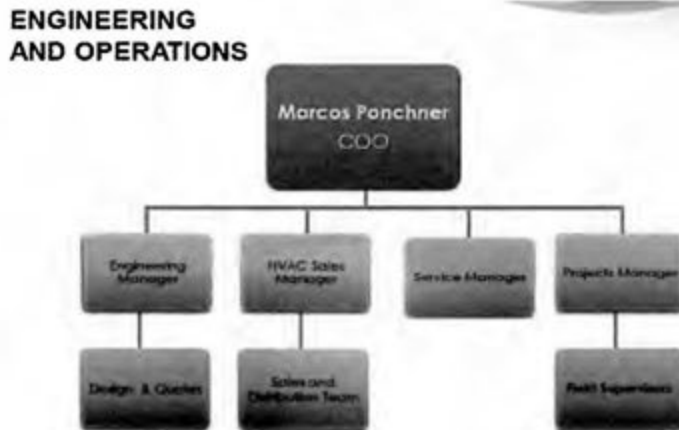 ENGINEERING
AND OPERATIONS
Marcos Ponchner
COO
Engineering
Manager
HVAC Sales
Manager
Service Manager
Projects Manager
Design & Quotes
Sales and
Distribution Team
Field Supervisors